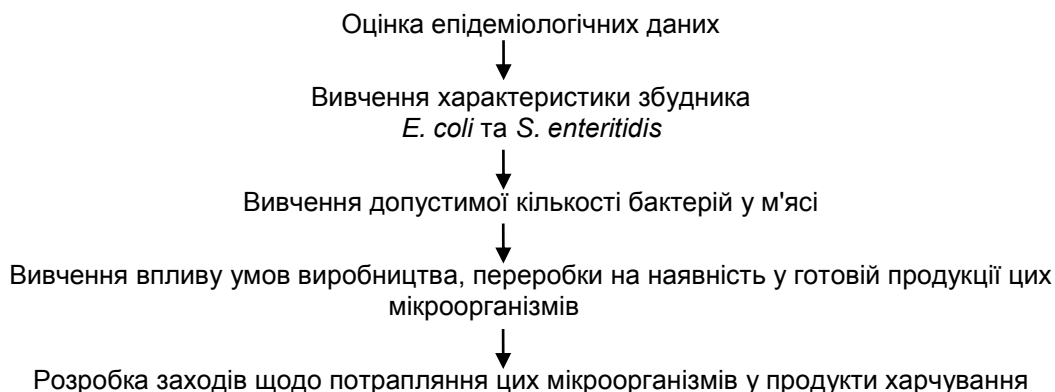 Оцінка епідеміологічних даних
Вивчення характеристики збудника
E. coli та S. enteritidis
Вивчення допустимої кількості бактерій у м'ясі
Вивчення впливу умов виробництва, переробки на наявність у готовій продукції цих
мікроорганізмів
Розробка заходів щодо потрапляння цих мікроорганізмів у продукти харчування